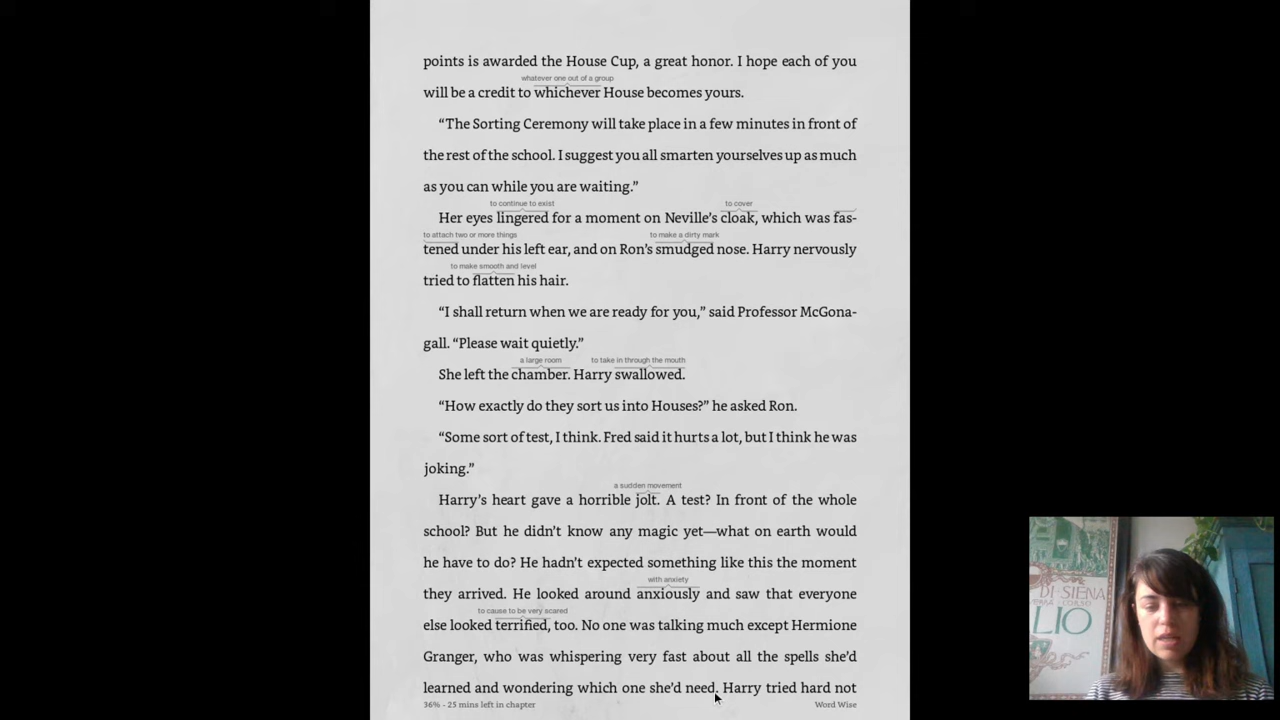 points is awarded the House Cup, a great honor. I hope each of you
whatever one out of a group
will be a credit to whichever House becomes yours.
“The Sorting Ceremony will take place in a few minutes in front of
the rest of the school. I suggest you all smarten yourselves up as much
as you can while you are waiting.”
to continue to exist to cover
Her eyes lingered for a moment on Neville’s cloak, which was fas-
to attach two or more things to make a dirty mark
tened under his left ear, and on Ron’s smudged nose. Harry nervously
to make smooth and level
tried to flatten his hair.
“I shall return when we are ready for you,” said Professor McGona-
gall. “Please wait quietly.”
a large room to take in through the mouth
She left the chamber. Harry swallowed.
“How exactly do they sort us into Houses?” he asked Ron.
“Some sort of test, I think. Fred said it hurts a lot, but I think he was
joking.”
a sudden movement
Harry’s heart gave a horrible jolt. A test? In front of the whole
school? But he didn’t know any magic yet—what on earth would
he have to do? He hadn’t expected something like this the moment
with anxiety
they arrived. He looked around anxiously and saw that everyone
to cause to be very scared
else looked terrified, too. No one was talking much except Hermione
Granger, who was whispering very fast about all the spells she’d
learned and wondering which one she’d need. Harry tried hard not
36% - 25 mins left in chapter Word Wise
DI SIENA
CORSO
LIO